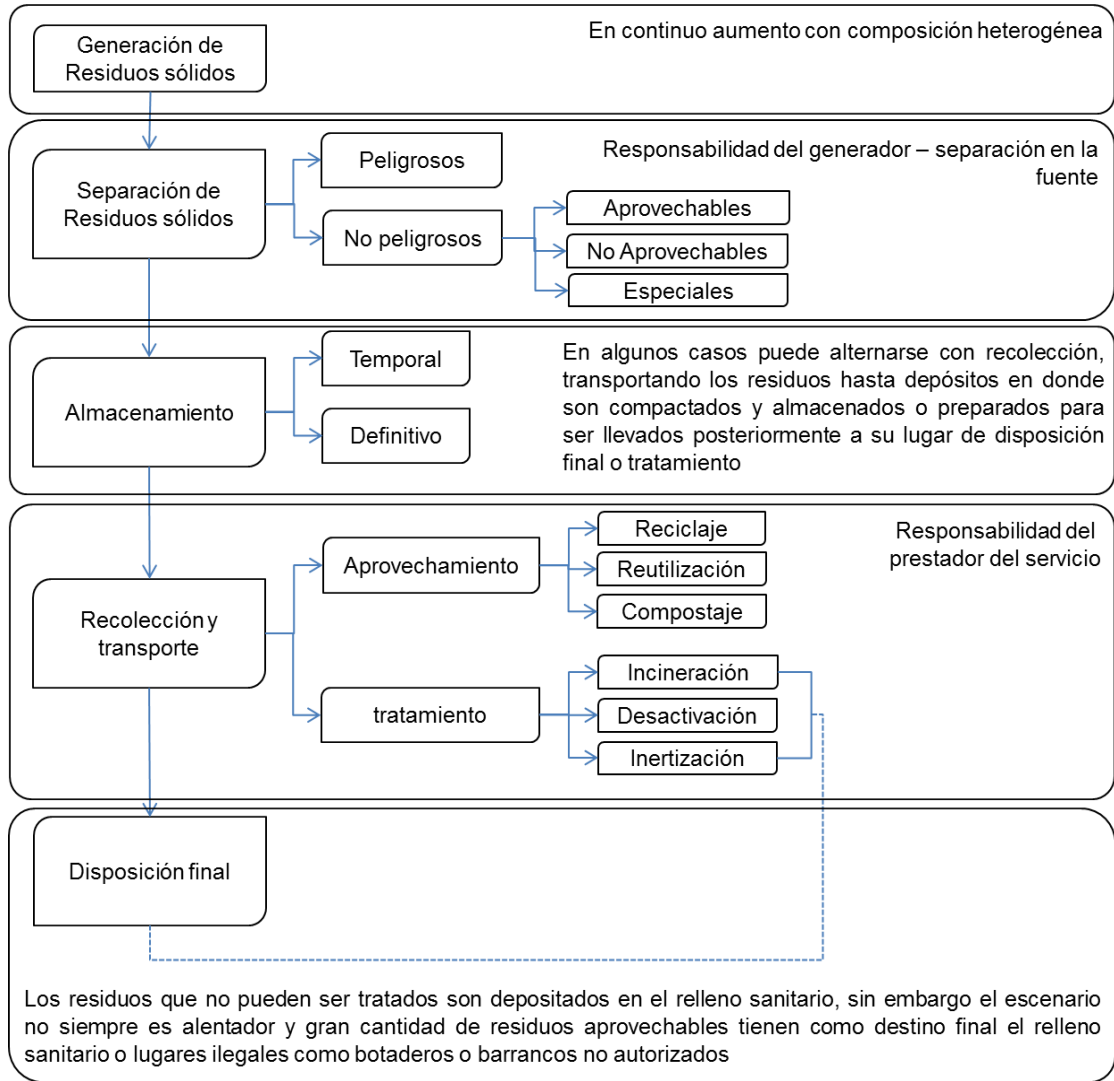 Generación de
Residuos sólidos
En continuo aumento con composición heterogénea
Separación de
Residuos sólidos
Peligrosos
No peligrosos
Responsabilidad del generador – separación en la
fuente
Aprovechables
No Aprovechables
Especiales
Almacenamiento
Temporal
Definitivo
En algunos casos puede alternarse con recolección,
transportando los residuos hasta depósitos en donde
son compactados y almacenados o preparados para
ser llevados posteriormente a su lugar de disposición
final o tratamiento
Recolección y
transporte
Aprovechamiento
Reciclaje
Reutilización
Compostaje
Responsabilidad del
prestador del servicio
tratamiento
Incineración
Desactivación
Inertización
Disposición final
Los residuos que no pueden ser tratados son depositados en el relleno sanitario, sin embargo el escenario
no siempre es alentador y gran cantidad de residuos aprovechables tienen como destino final el relleno
sanitario o lugares ilegales como botaderos o barrancos no autorizados